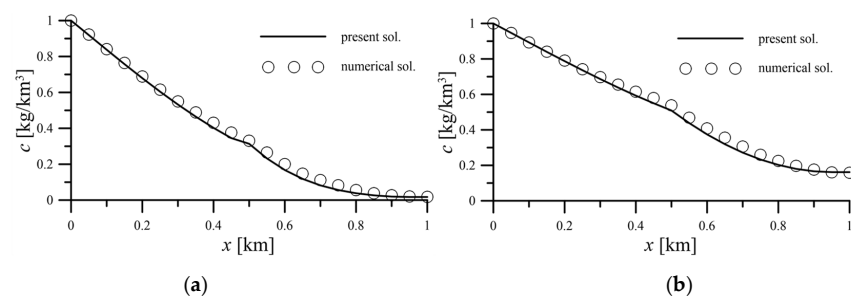 1
0.8
0.6
0.4
0.2
0
c [kg/km³]
present sol.
numerical sol.
0 0.2 0.4 0.6 0.8 1
x [km]
(a)
1
0.8
0.6
0.4
0.2
0
c [kg/km³]
present sol.
numerical sol.
0 0.2 0.4 0.6 0.8 1
x [km]
(b)